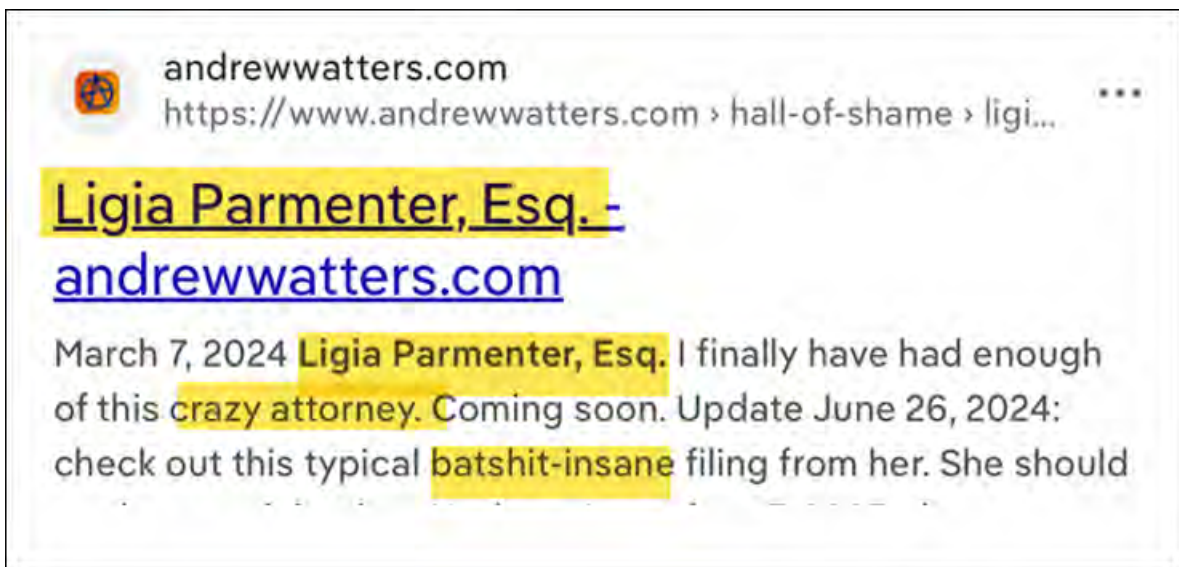 andrewwatters.com
https://www.andrewwatters.com › hall-of-shame › ligi...
Ligia Parmenter, Esq. -
andrewwatters.com
March 7, 2024 Ligia Parmenter, Esq. I finally have had enough
of this crazy attorney. Coming soon. Update June 26, 2024:
check out this typical batshit-insane filing from her. She should